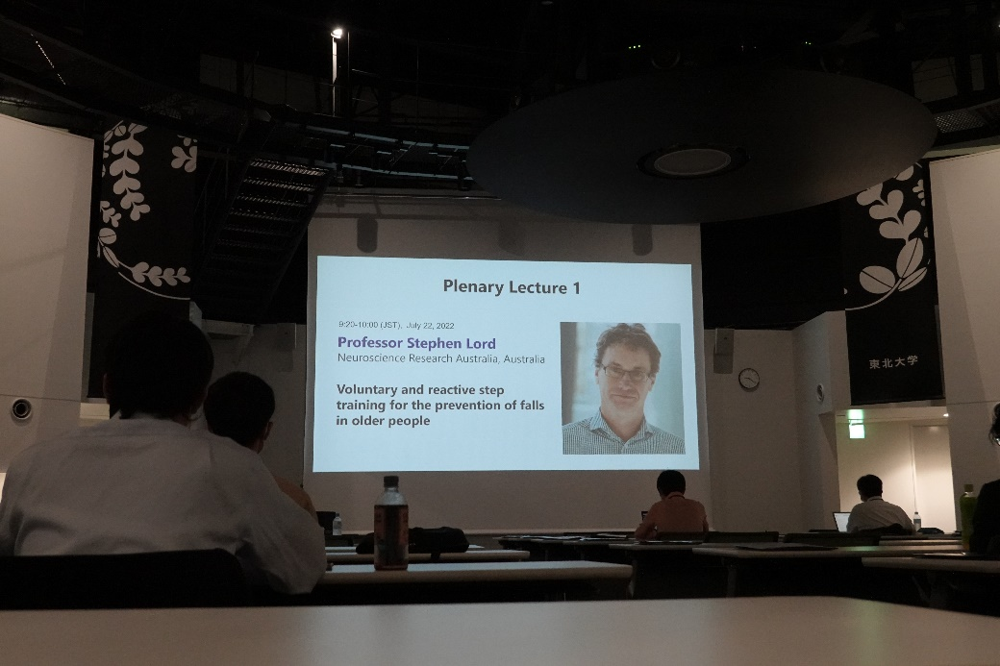 Plenary Lecture 1
9:20-10:00 (JST), July 22, 2022
Professor Stephen Lord
Neuroscience Research Australia, Australia
Voluntary and reactive step
training for the prevention of falls
in older people
東北大学